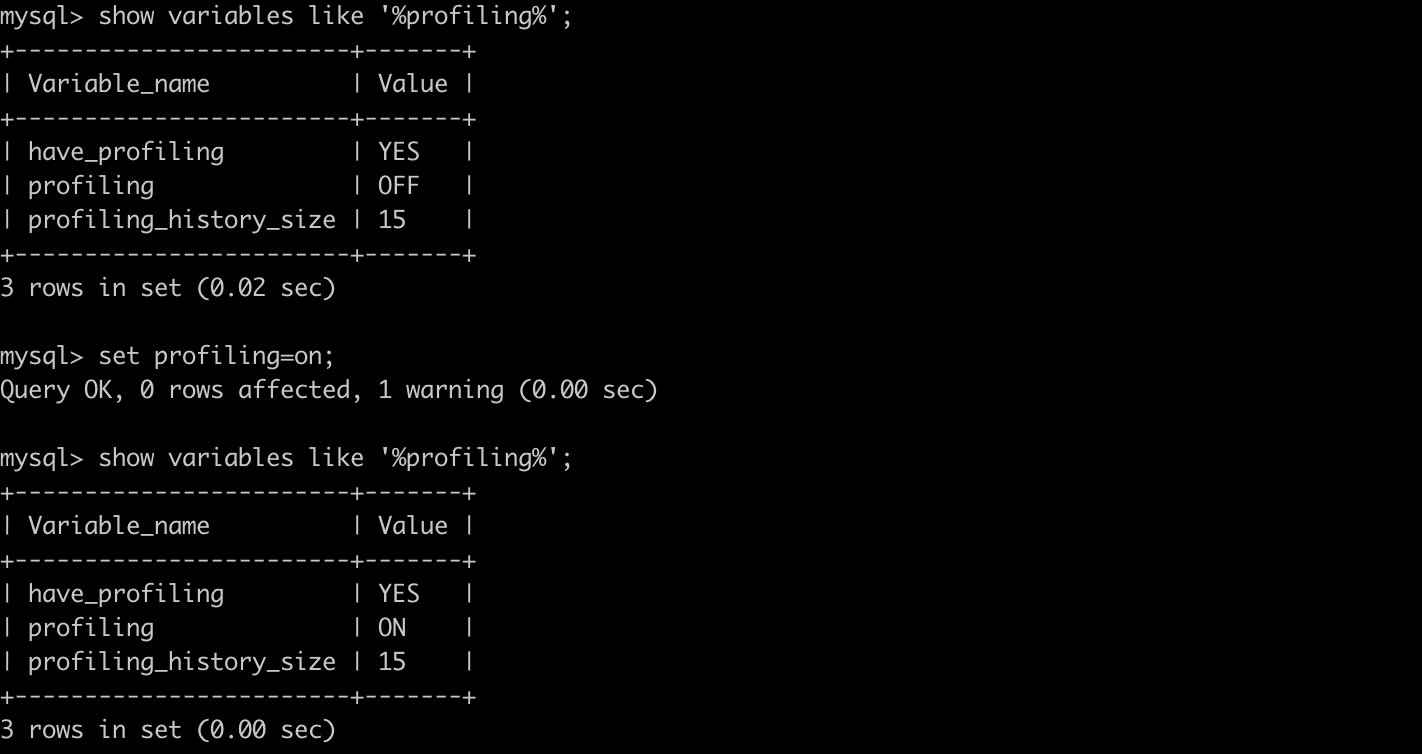 mysql> show variables like '%profiling%';
+------------------------+-------+
| Variable_name          | Value |
+------------------------+-------+
| have_profiling         | YES   |
| profiling              | OFF   |
| profiling_history_size | 15    |
+------------------------+-------+
3 rows in set (0.02 sec)

mysql> set profiling=on;
Query OK, 0 rows affected, 1 warning (0.00 sec)

mysql> show variables like '%profiling%';
+------------------------+-------+
| Variable_name          | Value |
+------------------------+-------+
| have_profiling         | YES   |
| profiling              | ON    |
| profiling_history_size | 15    |
+------------------------+-------+
3 rows in set (0.00 sec)